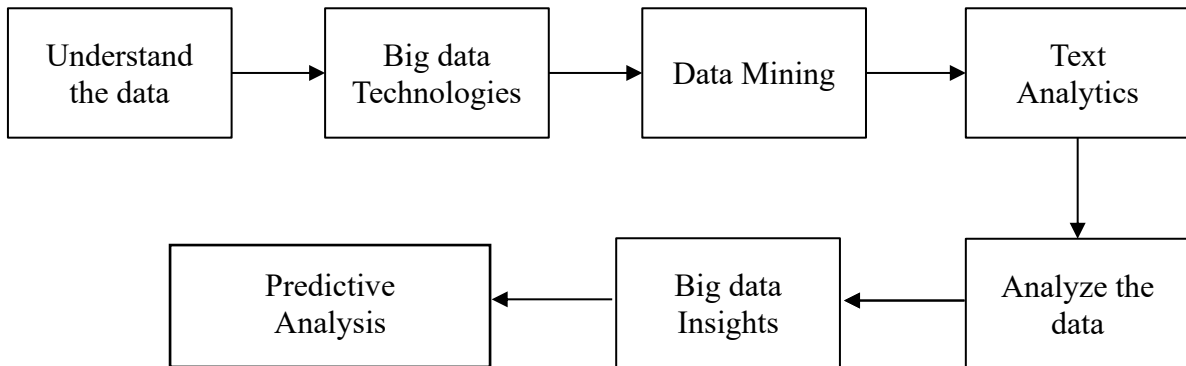 Understand
the data
Big data
Technologies
Data Mining
Text
Analytics
Analyze the
data
Big data
Insights
Predictive
Analysis